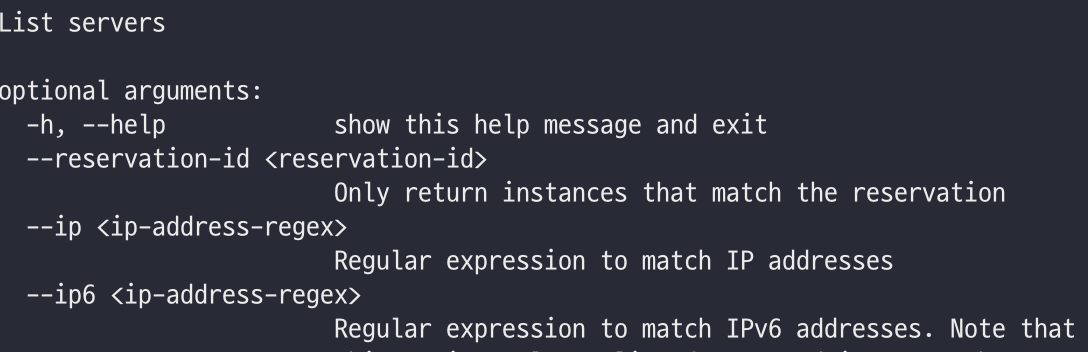 List servers
optional arguments:
-h, --help show this help message and exit
--reservation-id <reservation-id>
Only return instances that match the reservation
--ip <ip-address-regex>
Regular expression to match IP addresses
--ip6 <ip-address-regex>
Regular expression to match IPv6 addresses. Note that